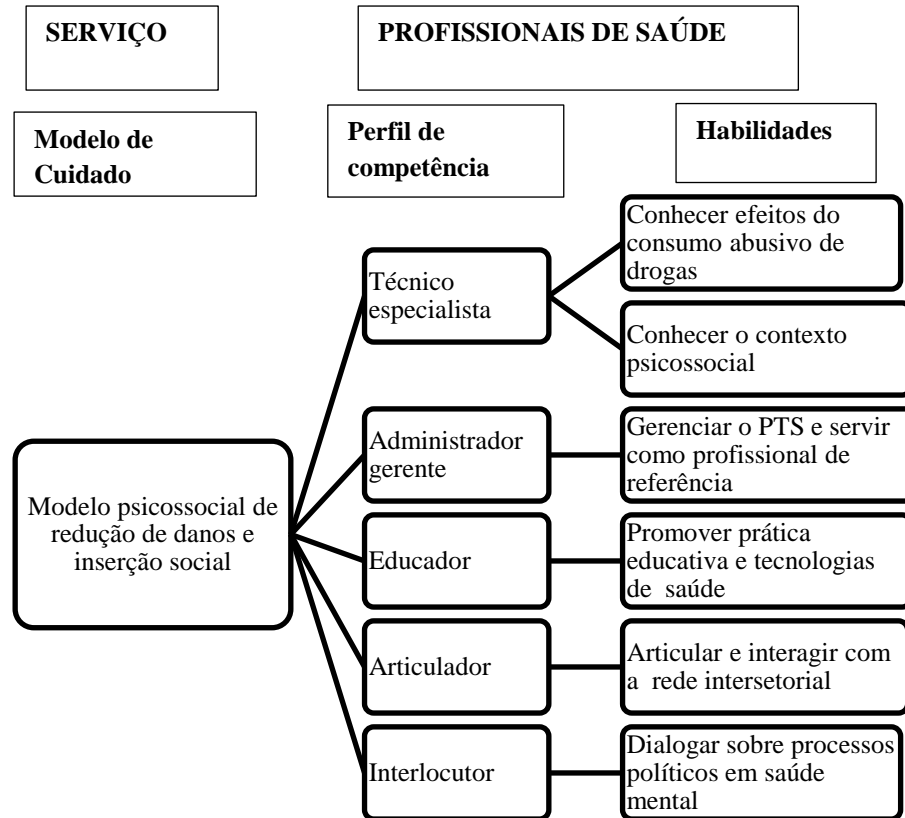 SERVIÇO
PROFISSIONAIS DE SAÚDE
Modelo de
Cuidado
Perfil de
competência
Habilidades
Modelo psicossocial de
redução de danos e
inserção social
Técnico
especialista
Conhecer efeitos do
consumo abusivo de
drogas
Conhecer o contexto
psicossocial
Administrador
gerente
Gerenciar o PTS e servir
como profissional de
referência
Educador
Promover prática
educativa e tecnologias
de saúde
Articulador
Articular e interagir com
a rede intersetorial
Interlocutor
Dialogar sobre processos
políticos em saúde
mental